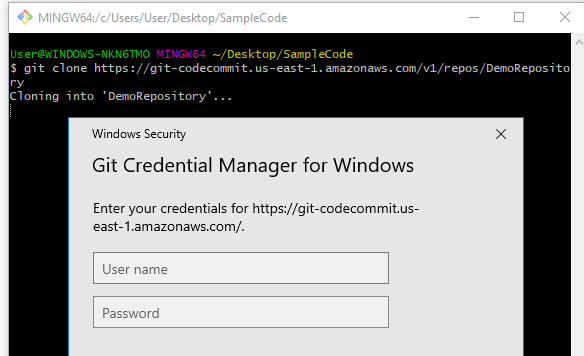 MINGW64:/c/Users/User/Desktop/SampleCode
User@WINDOWS-NKN6TMO MINGW64 ~/Desktop/SampleCode
$ git clone https://git-codecommit.us-east-1.amazonaws.com/v1/repos/DemoReposito
ry
Cloning into 'DemoRepository'...
Windows Security
Git Credential Manager for Windows
Enter your credentials for https://git-codecommit.us-
east-1.amazonaws.com/.
User name
Password